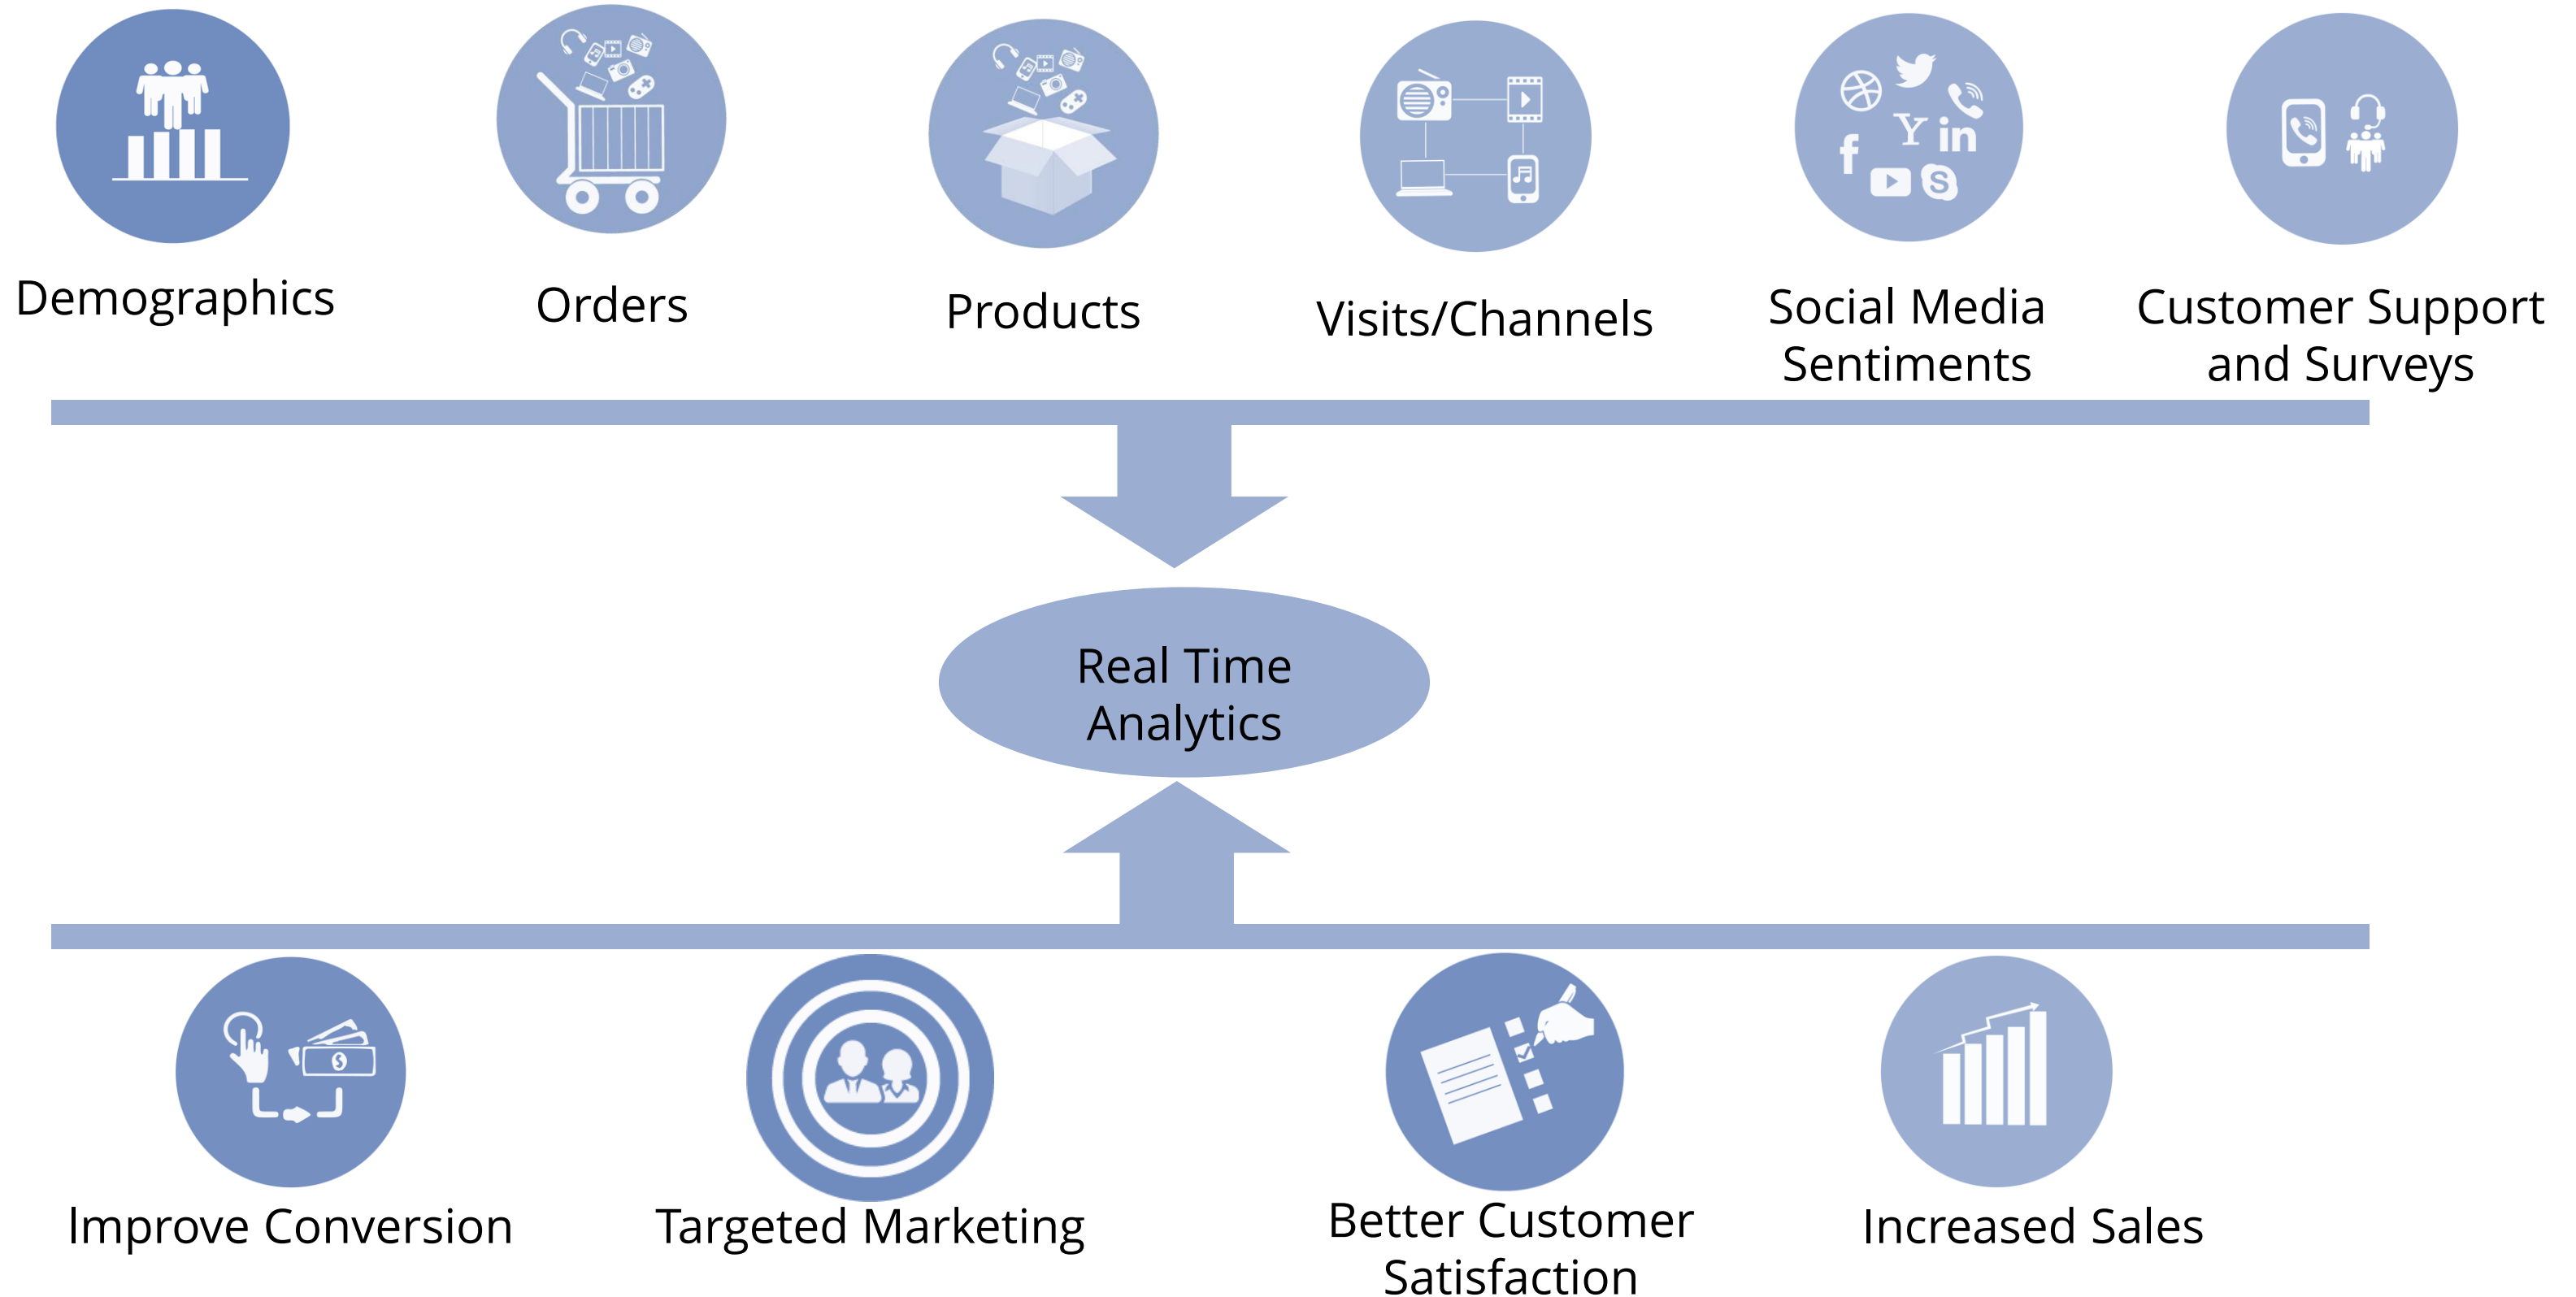 Demographics
Orders
Products
Visits/Channels
Social Media
Sentiments
Customer Support
and Surveys
Real Time
Analytics
Improve Conversion
Targeted Marketing
Better Customer
Satisfaction
Increased Sales